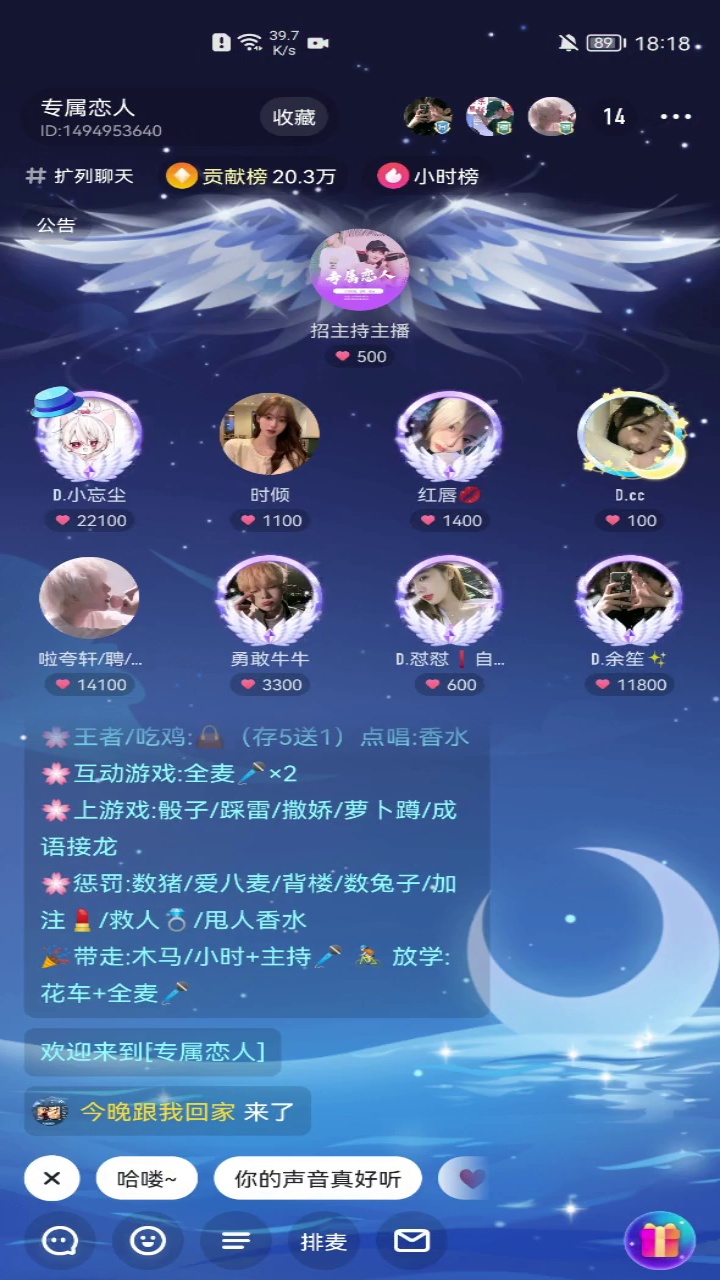 39.7
K/s
89
18:18
专属恋人
收藏
14
ID:1494953640
# 扩列聊天
贡献榜 20.3万
小时榜
公告
专属恋人
招主持主播
500
D.小忘尘
时倾
红唇💋
D.cc
22100
1100
1400
100
啦夸轩/聘/...
勇敢牛牛
D.怼怼❗自...
D.余笙✨
14100
3300
600
11800
🌸王者/吃鸡:👜（存5送1）点唱:香水
🌸互动游戏:全麦🎤×2
🌸上游戏:骰子/踩雷/撒娇/萝卜蹲/成
语接龙
🌸惩罚:数猪/爱八麦/背楼/数兔子/加
注💄/救人💍/甩人香水
🎉带走:木马/小时+主持🎤 放学:
花车+全麦🎤
欢迎来到[专属恋人]
今晚跟我回家 来了
哈喽~
你的声音真好听
排麦